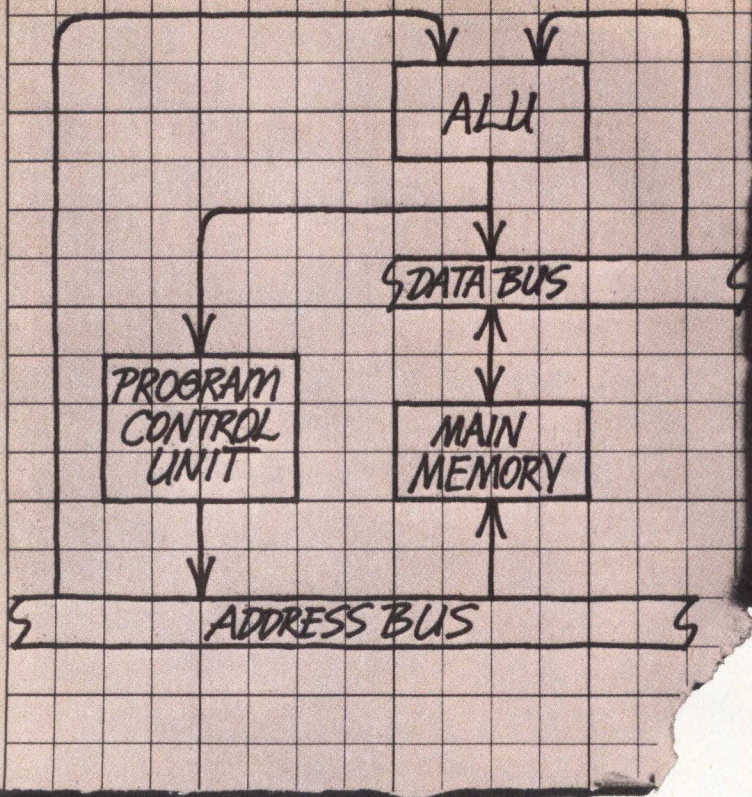 ALU
DATA BUS
PROGRAM
CONTROL
UNIT
MAIN
MEMORY
ADDRESS BUS